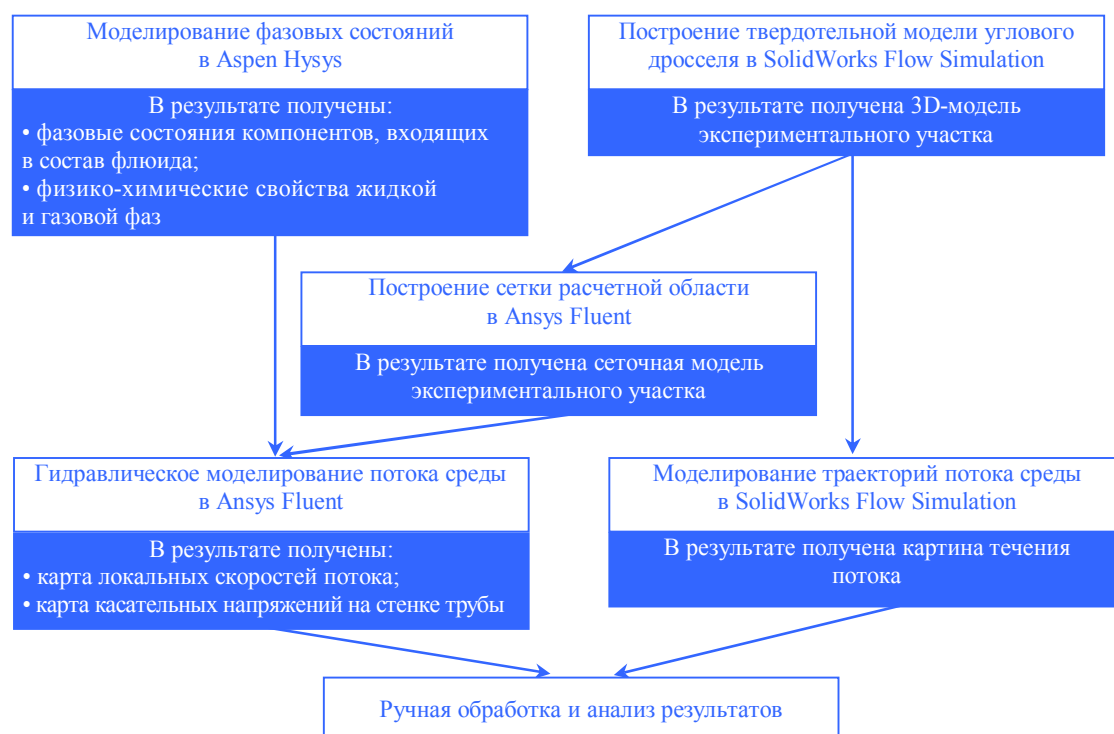 Моделирование фазовых состояний
в Aspen Hysys
В результате получены:
• фазовые состояния компонентов, входящих
в состав флюида;
• физико-химические свойства жидкой
и газовой фаз
Построение твердотельной модели углового
дросселя в SolidWorks Flow Simulation
В результате получена 3D-модель
экспериментального участка
Построение сетки расчетной области
в Ansys Fluent
В результате получена сеточная модель
экспериментального участка
Гидравлическое моделирование потока среды
в Ansys Fluent
В результате получены:
• карта локальных скоростей потока;
• карта касательных напряжений на стенке трубы
Моделирование траекторий потока среды
в SolidWorks Flow Simulation
В результате получена картина течения
потока
Ручная обработка и анализ результатов